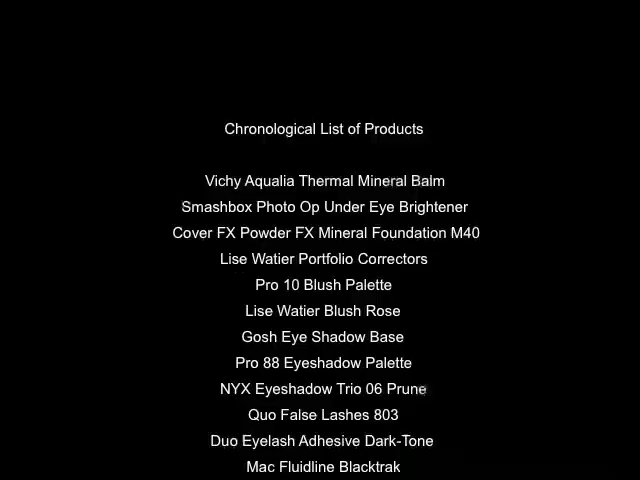 Chronological List of Products
Vichy Aqualia Thermal Mineral Balm
Smashbox Photo Op Under Eye Brightener
Cover FX Powder FX Mineral Foundation M40
Lise Watier Portfolio Correctors
Pro 10 Blush Palette
Lise Watier Blush Rose
Gosh Eye Shadow Base
Pro 88 Eyeshadow Palette
NYX Eyeshadow Trio 06 Prune
Quo False Lashes 803
Duo Eyelash Adhesive Dark-Tone
Mac Fluidline Blacktrak